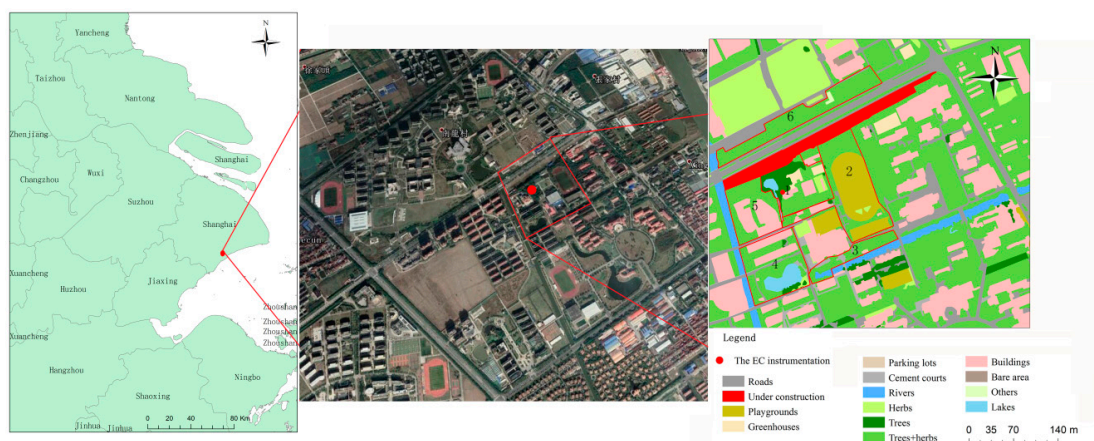 Yancheng
N
Taizhou
Nantong
Zhenjiang
Shanghai
Changzhou
Wuxi
Suzhou
Shanghai
Xuancheng
Huzhou
Jiaxing
Zhoushan
Zhoushan
Zhoushan
Xuancheng
Hangzhou
Ningbo
Shaoxing
0 20 40 80 Km
Jinhua
Jinhua
N
6
2
1
5
3
4
Legend
The EC instrumentation
Roads
Under construction
Playgrounds
Greenhouses
Parking lots
Cement courts
Rivers
Herbs
Trees
Trees+herbs
Buildings
Bare area
Others
Lakes
0 35 70 140 m